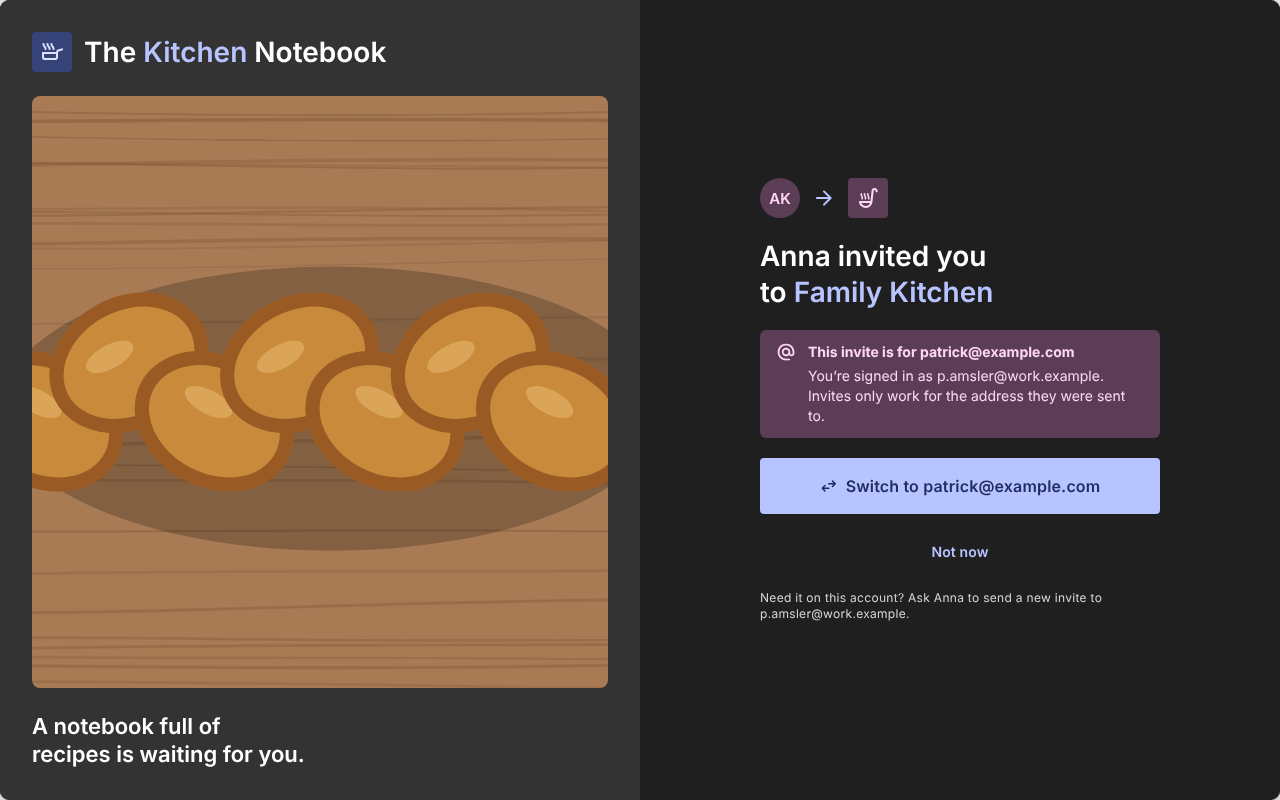 The Kitchen Notebook
A notebook full of
recipes is waiting for you.
AK
Anna invited you
to Family Kitchen
This invite is for patrick@example.com
You’re signed in as p.amsler@work.example.
Invites only work for the address they were sent
to.
Switch to patrick@example.com
Not now
Need it on this account? Ask Anna to send a new invite to
p.amsler@work.example.